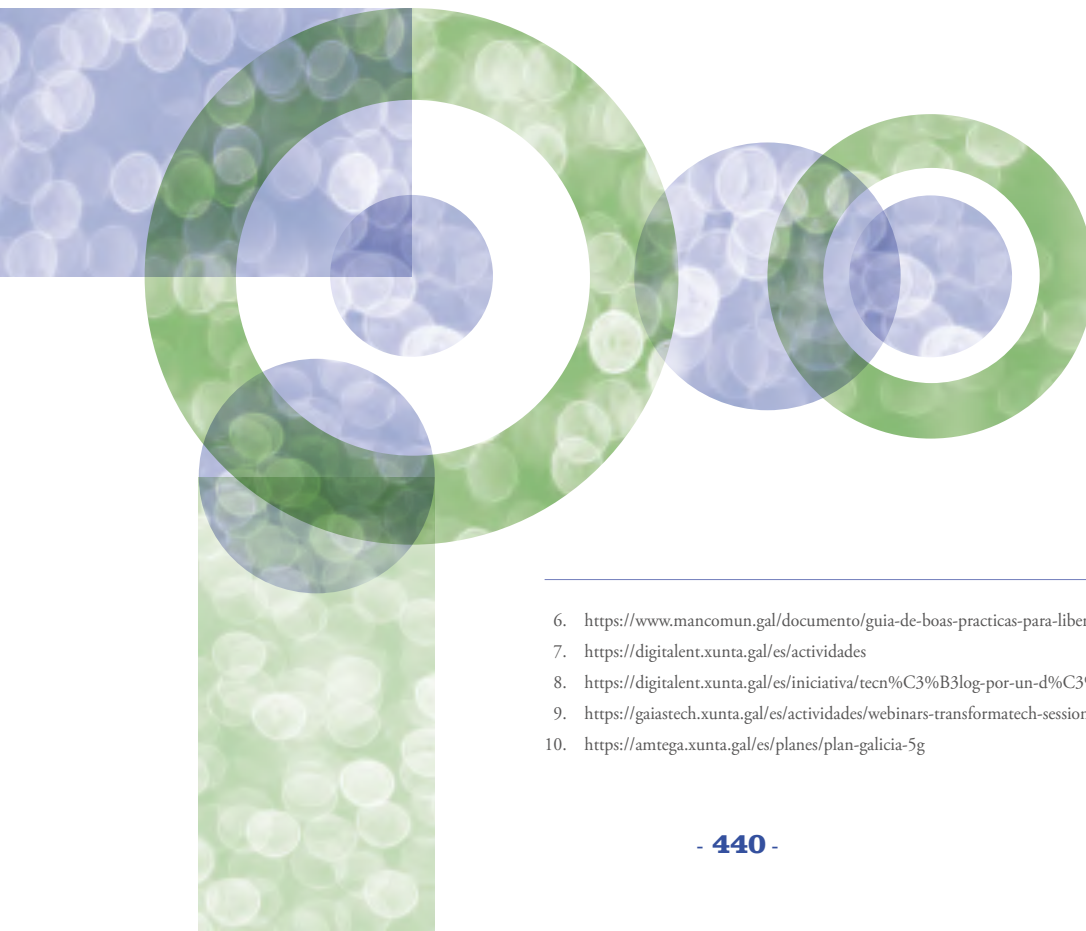 6. https://www.mancomun.gal/documento/guia-de-boas-practicas-para-liber
7. https://digitalent.xunta.gal/es/actividades
8. https://digitalent.xunta.gal/es/iniciativa/tecn%C3%B3log-por-un-d%C3%
9. https://gaiastech.xunta.gal/es/actividades/webinars-transformatech-session
10. https://amtega.xunta.gal/es/planes/plan-galicia-5g
- 440 -